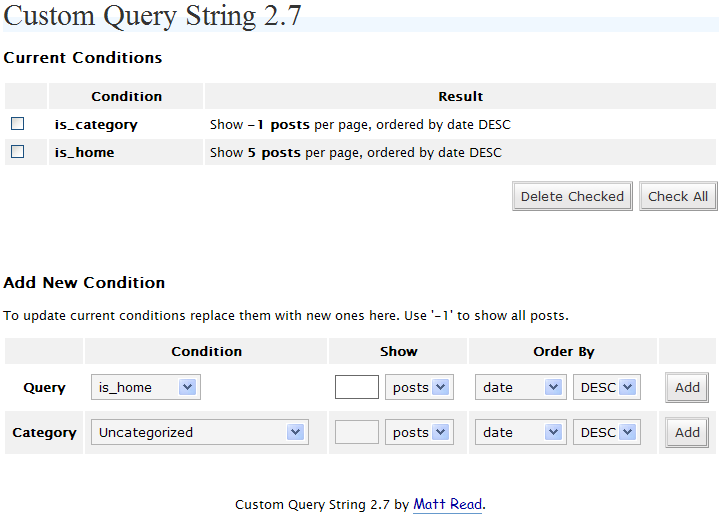 Custom Query String 2.7
Current Conditions
Condition Result
is_category Show -1 posts per page, ordered by date DESC
is_home Show 5 posts per page, ordered by date DESC
Delete Checked Check All
Add New Condition
To update current conditions replace them with new ones here. Use '-1' to show all posts.
Condition Show Order By
Query is_home posts date DESC Add
Category Uncategorized posts date DESC Add
Custom Query String 2.7 by Matt Read.